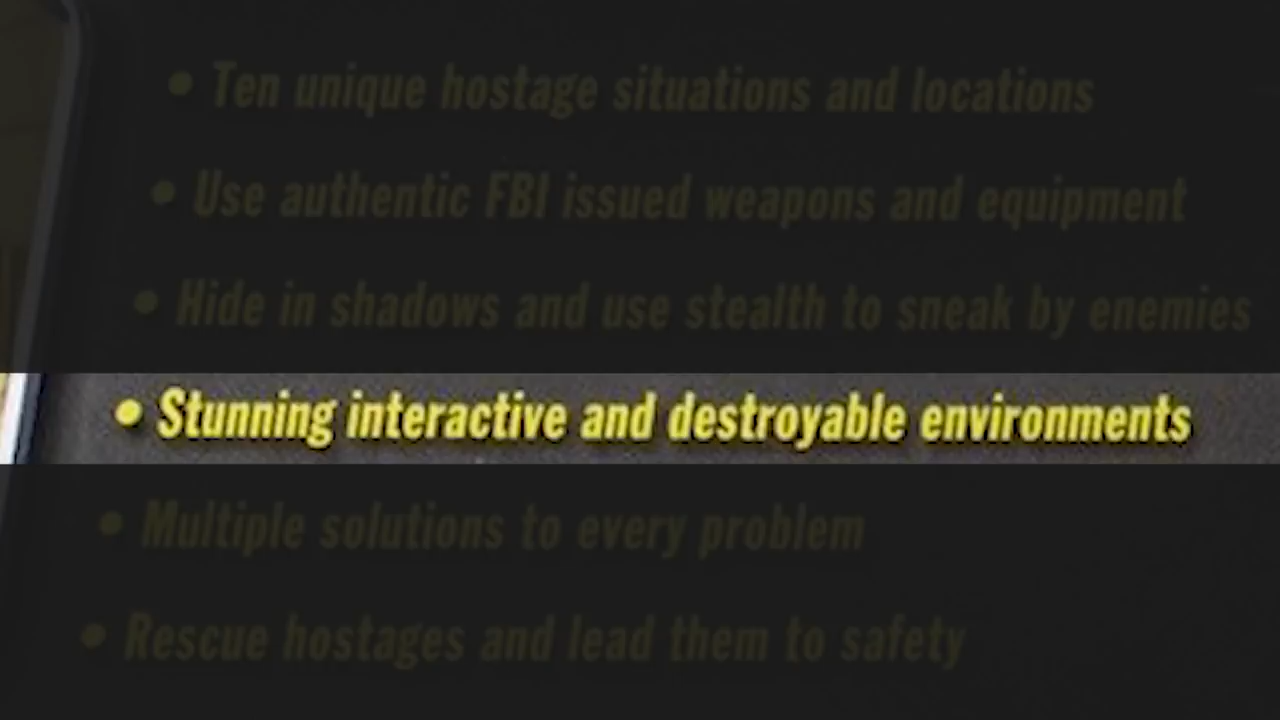 • Ten unique hostage situations and locations
• Use authentic FBI issued weapons and equipment
• Hide in shadows and use stealth to sneak by enemies
• Stunning interactive and destroyable environments
• Multiple solutions to every problem
• Rescue hostages and lead them to safety